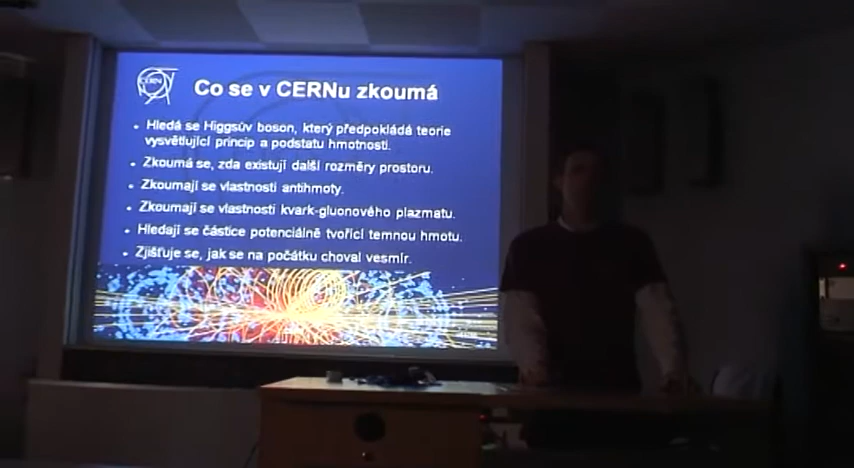 CERN
Co se v CERNu zkoumá
• Hledá se Higgsův boson, který předpokládá teorie
vysvětlující princip a podstatu hmotnosti.
• Zkoumá se, zda existují další rozměry prostoru.
• Zkoumají se vlastnosti antihmoty.
• Zkoumají se vlastnosti kvark-gluonového plazmatu.
• Hledají se částice potenciálně tvořící temnou hmotu.
• Zjišťuje se, jak se na počátku choval vesmír.